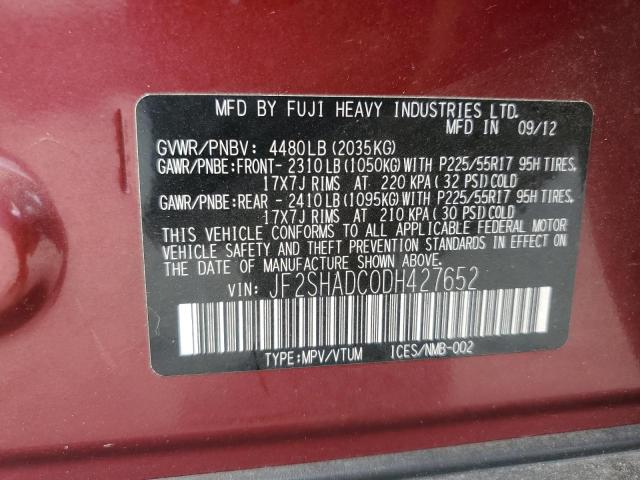 MFD BY FUJI HEAVY INDUSTRIES LTD.
MFD IN 09/12
GVWR/PNBV: 4480LB (2035KG)
GAWR/PNBE:FRONT- 2310LB (1050KG) WITH P225/55R17 95H TIRES,
17X7J RIMS AT 220 KPA (32 PSI) COLD
GAWR/PNBE:REAR - 2410LB (1095KG) WITH P225/55R17 95H TIRES,
17X7J RIMS AT 210 KPA (30 PSI) COLD
THIS VEHICLE CONFORMS TO ALL APPLICABLE FEDERAL MOTOR
VEHICLE SAFETY AND THEFT PREVENTION STANDARDS IN EFFECT
ON THE DATE OF MANUFACTURE SHOWN ABOVE.
VIN: JF2SHADC0DH427652
TYPE:MPV/VTUM ICES/NMB-002